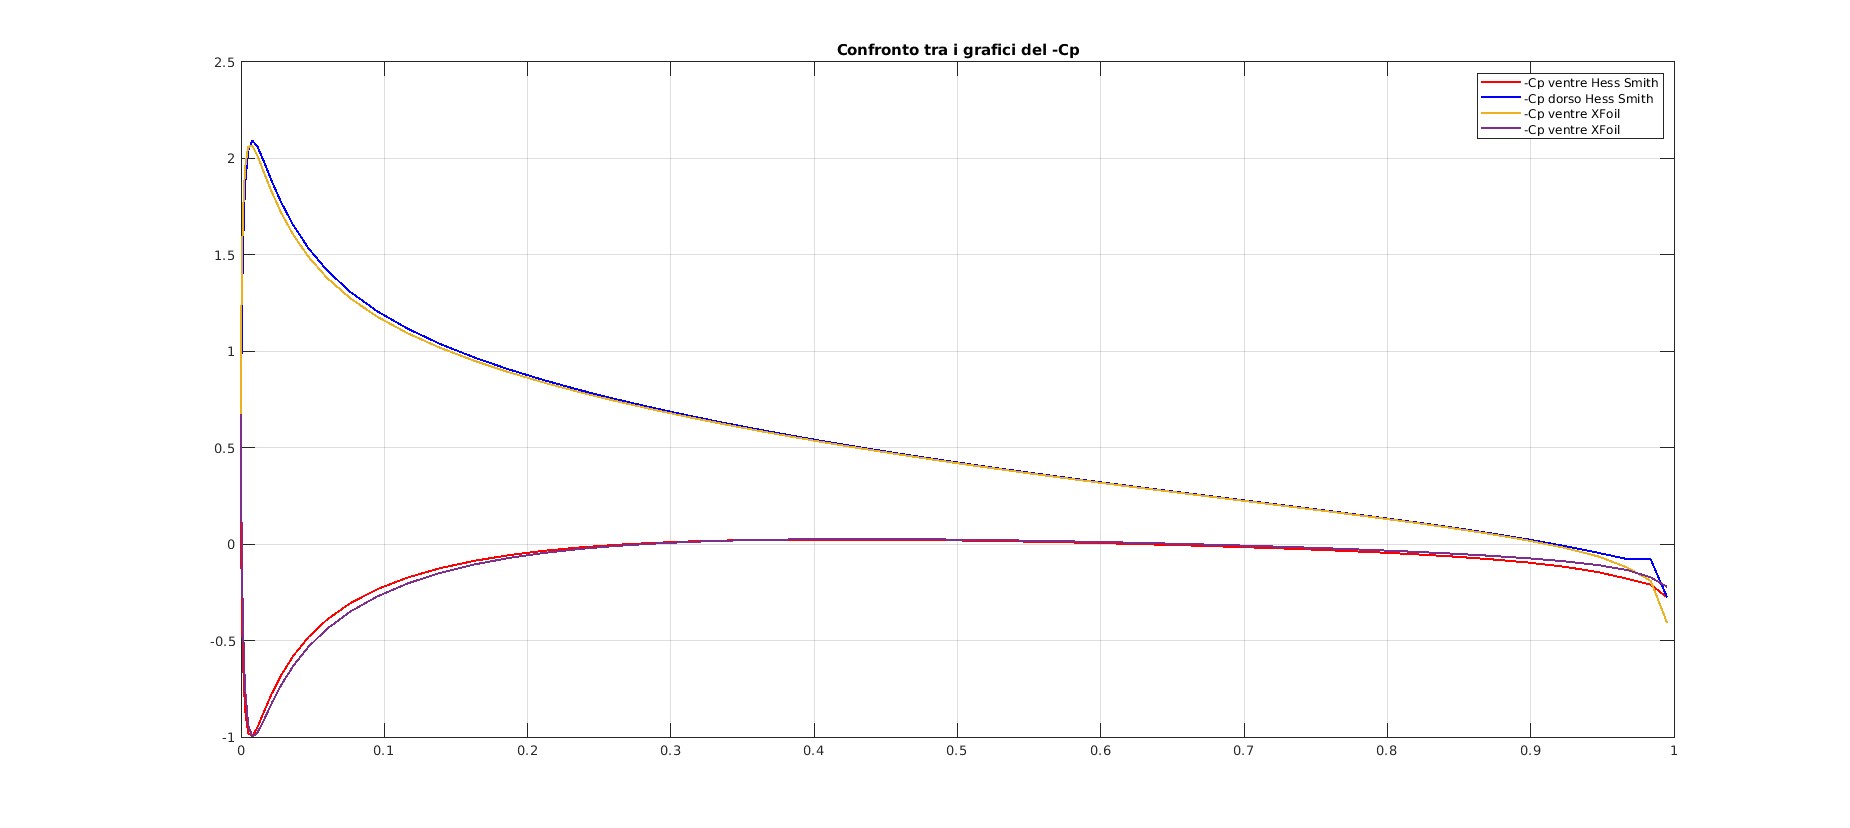 Confronto tra i grafici del -Cp
2.5
2
1.5
1
0.5
0
-0.5
-1
-Cp ventre Hess Smith
-Cp dorso Hess Smith
-Cp ventre XFoil
-Cp ventre XFoil
0 0.1 0.2 0.3 0.4 0.5 0.6 0.7 0.8 0.9 1